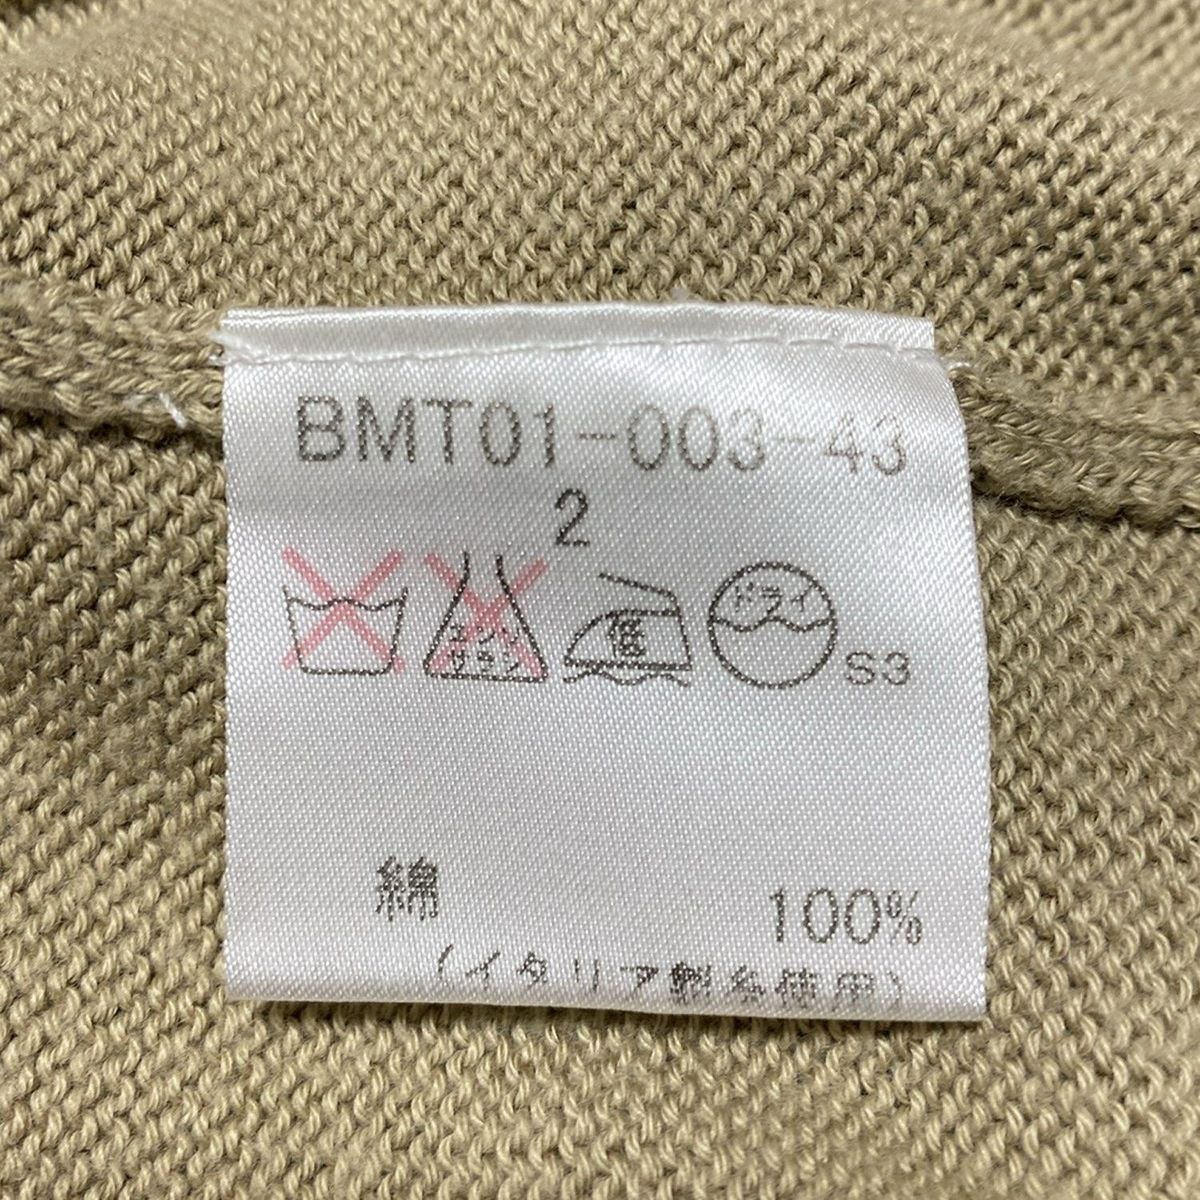 BMT01-003-43
2
エンソ
サラシ
低
ドライ
S3
綿 100%
(イタリア製糸使用)